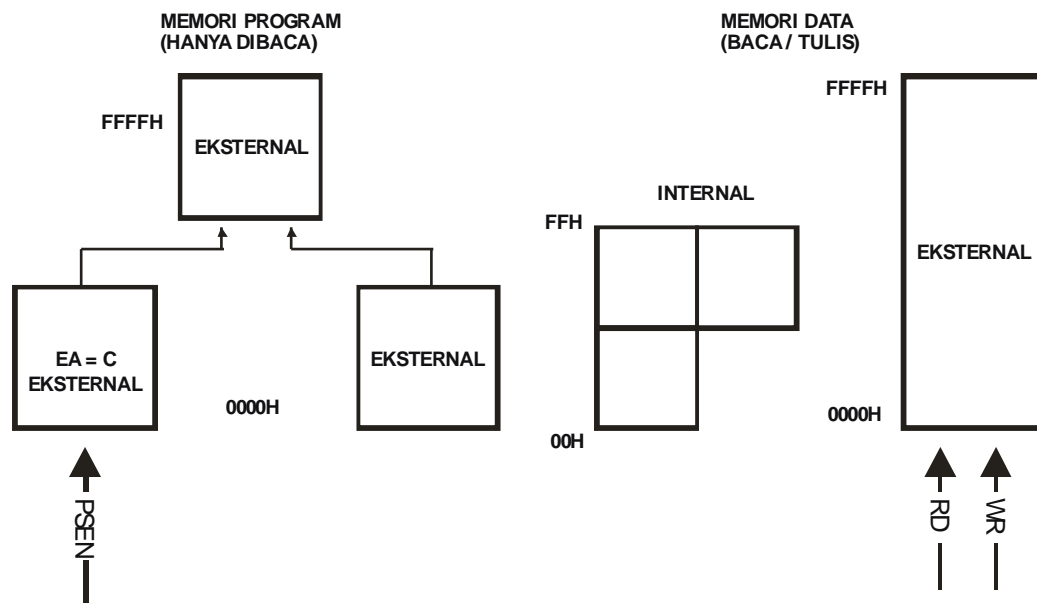 MEMORI PROGRAM
(HANYA DIBACA)
FFFFH
EKSTERNAL
EA = C
EKSTERNAL
0000H
EKSTERNAL
PSEN
MEMORI DATA
(BACA / TULIS)
INTERNAL
FFH
00H
FFFFH
EKSTERNAL
0000H
RD
WR